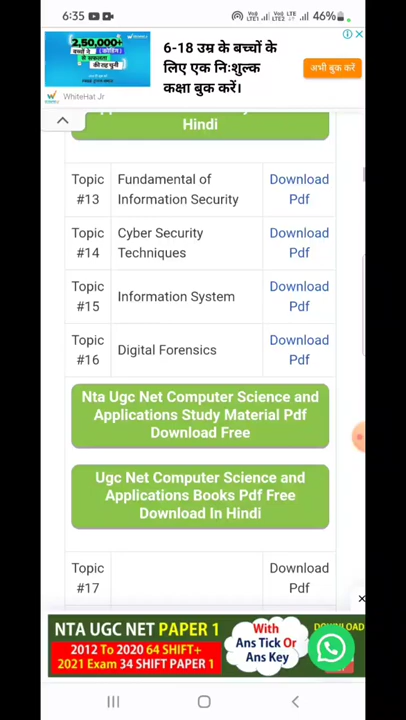 6:35
46%
2,50,000+
6-18 उम्र के बच्चों के
लिए एक निःशुल्क
कक्षा बुक करें।
अभी बुक करें
WhiteHat Jr
Hindi
Topic #13
Fundamental of Information Security
Download Pdf
Topic #14
Cyber Security Techniques
Download Pdf
Topic #15
Information System
Download Pdf
Topic #16
Digital Forensics
Download Pdf
Nta Ugc Net Computer Science and
Applications Study Material Pdf
Download Free
Ugc Net Computer Science and
Applications Books Pdf Free
Download In Hindi
Topic #17
Download Pdf
NTA UGC NET PAPER 1
2012 To 2020 64 SHIFT+
2021 Exam 34 SHIFT PAPER 1
With
Ans Tick Or
Ans Key
DOWNLOAD